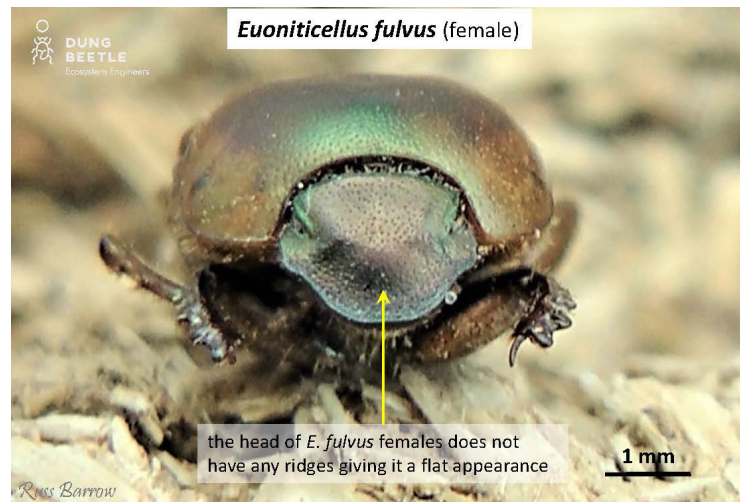 Euoniticellus fulvus (female)
DUNG
BEETLE
Ecosystem Engineers
the head of E. fulvus females does not
have any ridges giving it a flat appearance
1 mm
Russ Barrow